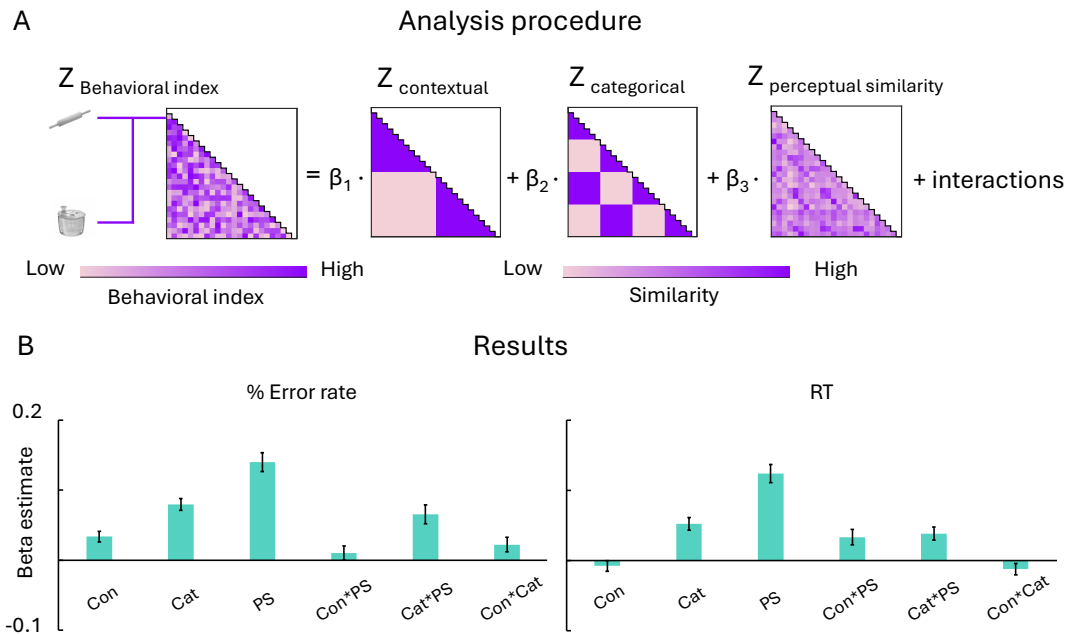 A Analysis procedure
Z Behavioral index
Z contextual
Z categorical
Z perceptual similarity
= β1 · + β2 · + β3 · + interactions
Low High
Behavioral index
Low High
Similarity
B Results
% Error rate
RT
0.2
Beta estimate
-0.1
Con Cat PS Con*PS Cat*PS Con*Cat
Con Cat PS Con*PS Cat*PS Con*Cat